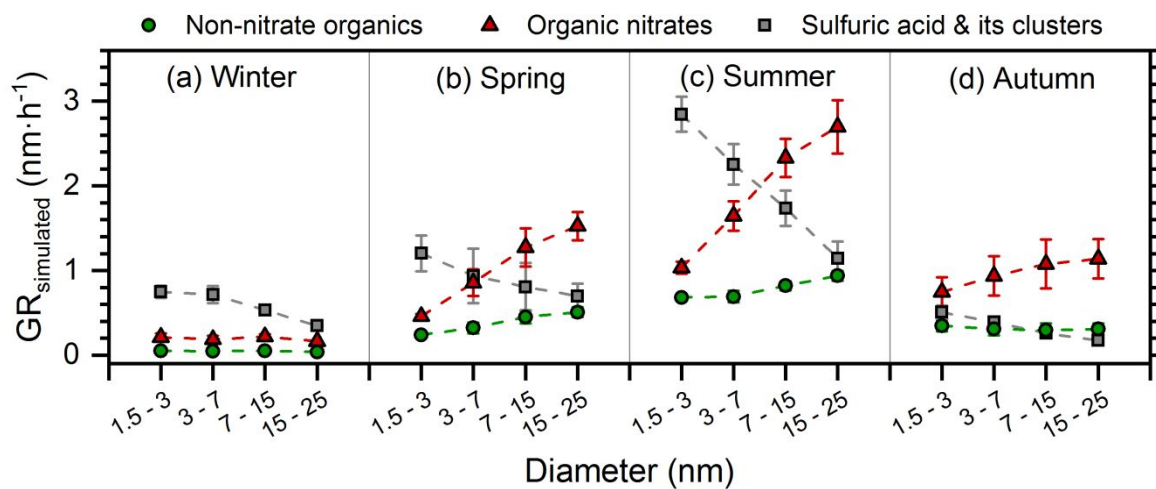 Non-nitrate organics Organic nitrates Sulfuric acid & its clusters
(a) Winter (b) Spring (c) Summer (d) Autumn
GRsimulated (nm·h⁻¹)
3
2
1
0
1.5 - 3 3 - 7 7 - 15 15 - 25 1.5 - 3 3 - 7 7 - 15 15 - 25 1.5 - 3 3 - 7 7 - 15 15 - 25 1.5 - 3 3 - 7 7 - 15 15 - 25
Diameter (nm)